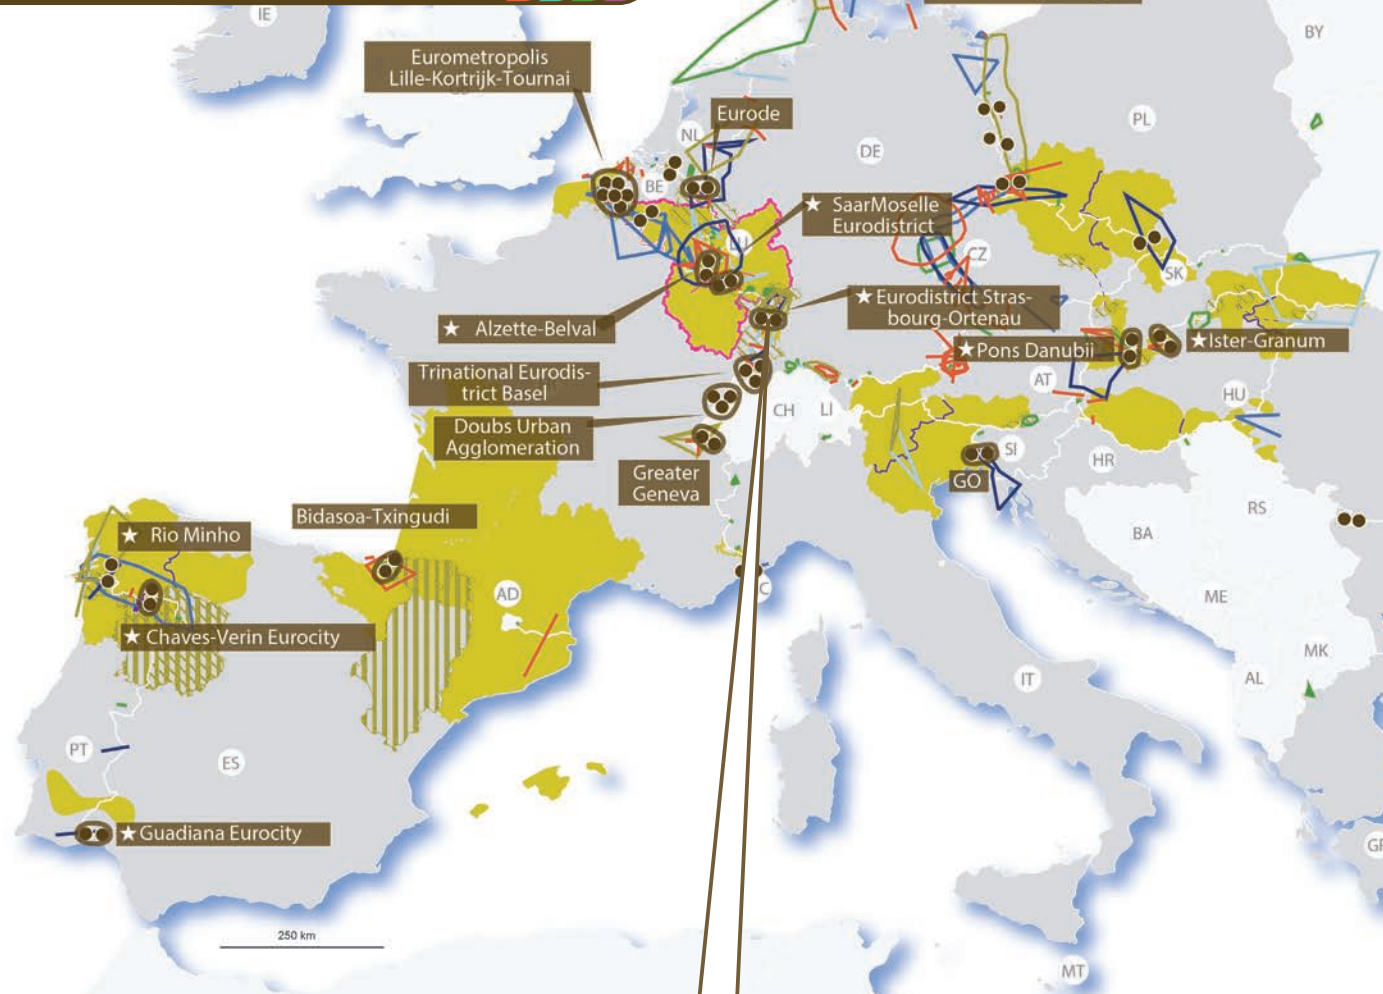 IE
BY
Eurometropolis
Lille-Kortrijk-Tournai
Eurode
NL
PL
DE
BE
★ SaarMoselle
Eurodistrict
LU
CZ
SK
★ Eurodistrict Stras-
bourg-Ortenau
★ Alzette-Belval
★ Pons Danubii
★ Ister-Granum
Trinational Eurodis-
trict Basel
AT
HU
CH
LI
Doubs Urban
Agglomeration
SI
HR
Greater
Geneva
GO
Bidasoa-Txingudi
★ Rio Minho
RS
BA
C
AD
ME
★ Chaves-Verin Eurocity
MK
IT
AL
PT
ES
★ Guadiana Eurocity
250 km
MT